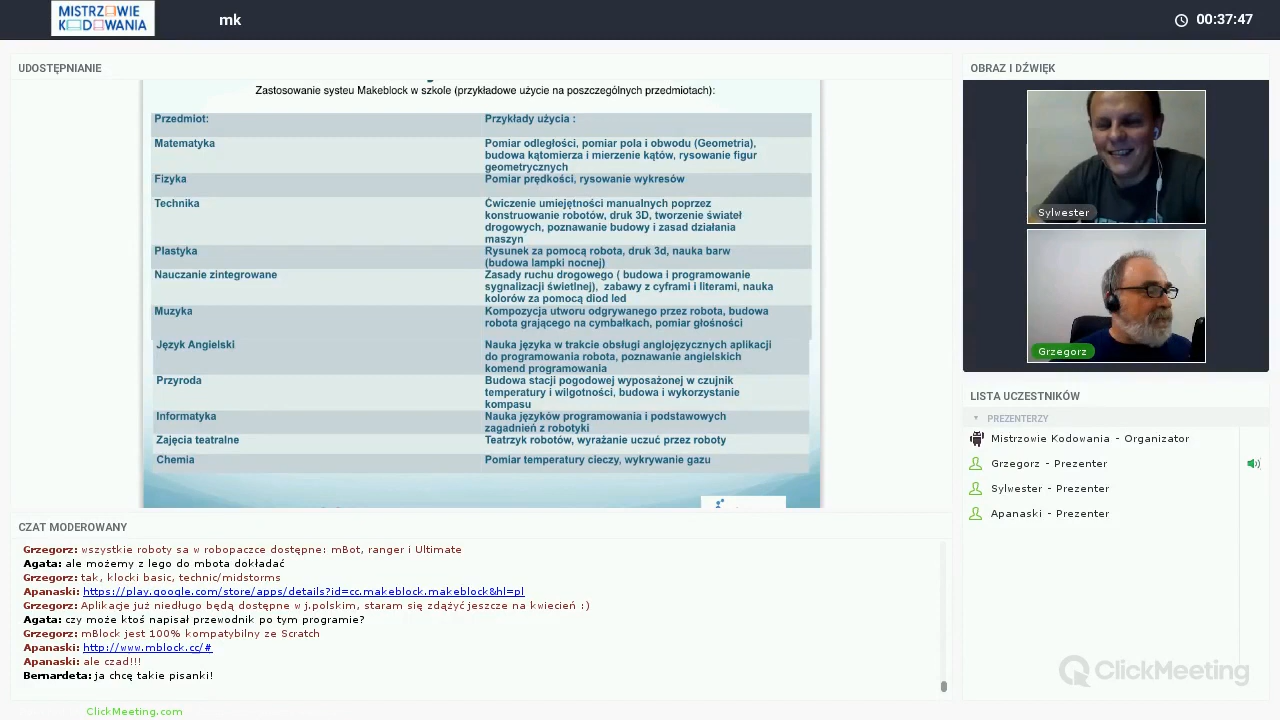 MISTRZOWIE
KODOWANIA
mk
00:37:47
UDOSTĘPNIANIE
Zastosowanie systeu Makeblock w szkole (przykładowe użycie na poszczególnych przedmiotach):
Przedmiot:
Przykłady użycia :
Matematyka
Pomiar odległości, pomiar pola i obwodu (Geometria),
budowa kątomierza i mierzenie kątów, rysowanie figur
geometrycznych
Fizyka
Pomiar prędkości, rysowanie wykresów
Technika
Ćwiczenie umiejętności manualnych poprzez
konstruowanie robotów, druk 3D, tworzenie świateł
drogowych, poznawanie budowy i zasad działania
maszyn
Plastyka
Rysunek za pomocą robota, druk 3d, nauka barw
(budowa lampki nocnej)
Nauczanie zintegrowane
Zasady ruchu drogowego ( budowa i programowanie
sygnalizacji świetlnej), zabawy z cyframi i literami, nauka
kolorów za pomocą diod led
Muzyka
Kompozycja utworu odgrywanego przez robota, budowa
robota grającego na cymbałkach, pomiar głośności
Język Angielski
Nauka języka w trakcie obsługi anglojęzycznych aplikacji
do programowania robota, poznawanie angielskich
komend programowania
Przyroda
Budowa stacji pogodowej wyposażonej w czujnik
temperatury i wilgotności, budowa i wykorzystanie
kompasu
Informatyka
Nauka języków programowania i podstawowych
zagadnień z robotyki
Zajęcia teatralne
Teatrzyk robotów, wyrażanie uczuć przez roboty
Chemia
Pomiar temperatury cieczy, wykrywanie gazu
OBRAZ I DŹWIĘK
Sylwester
Grzegorz
LISTA UCZESTNIKÓW
PREZENTERZY
Mistrzowie Kodowania - Organizator
Grzegorz - Prezenter
Sylwester - Prezenter
Apanaski - Prezenter
CZAT MODEROWANY
Grzegorz: wszystkie roboty sa w robopaczce dostępne: mBot, ranger i Ultimate
Agata: ale możemy z lego do mbota dokładać
Grzegorz: tak, klocki basic, technic/midstorms
Apanaski: https://play.google.com/store/apps/details?id=cc.makeblock.makeblock&hl=pl
Grzegorz: Aplikacje już niedługo będą dostępne w j.polskim, staram się zdążyć jeszcze na kwiecień :)
Agata: czy może ktoś napisał przewodnik po tym programie?
Grzegorz: mBlock jest 100% kompatybilny ze Scratch
Apanaski: http://www.mblock.cc/#
Apanaski: ale czad!!!
Bernardeta: ja chcę takie pisanki!
ClickMeeting
ClickMeeting.com